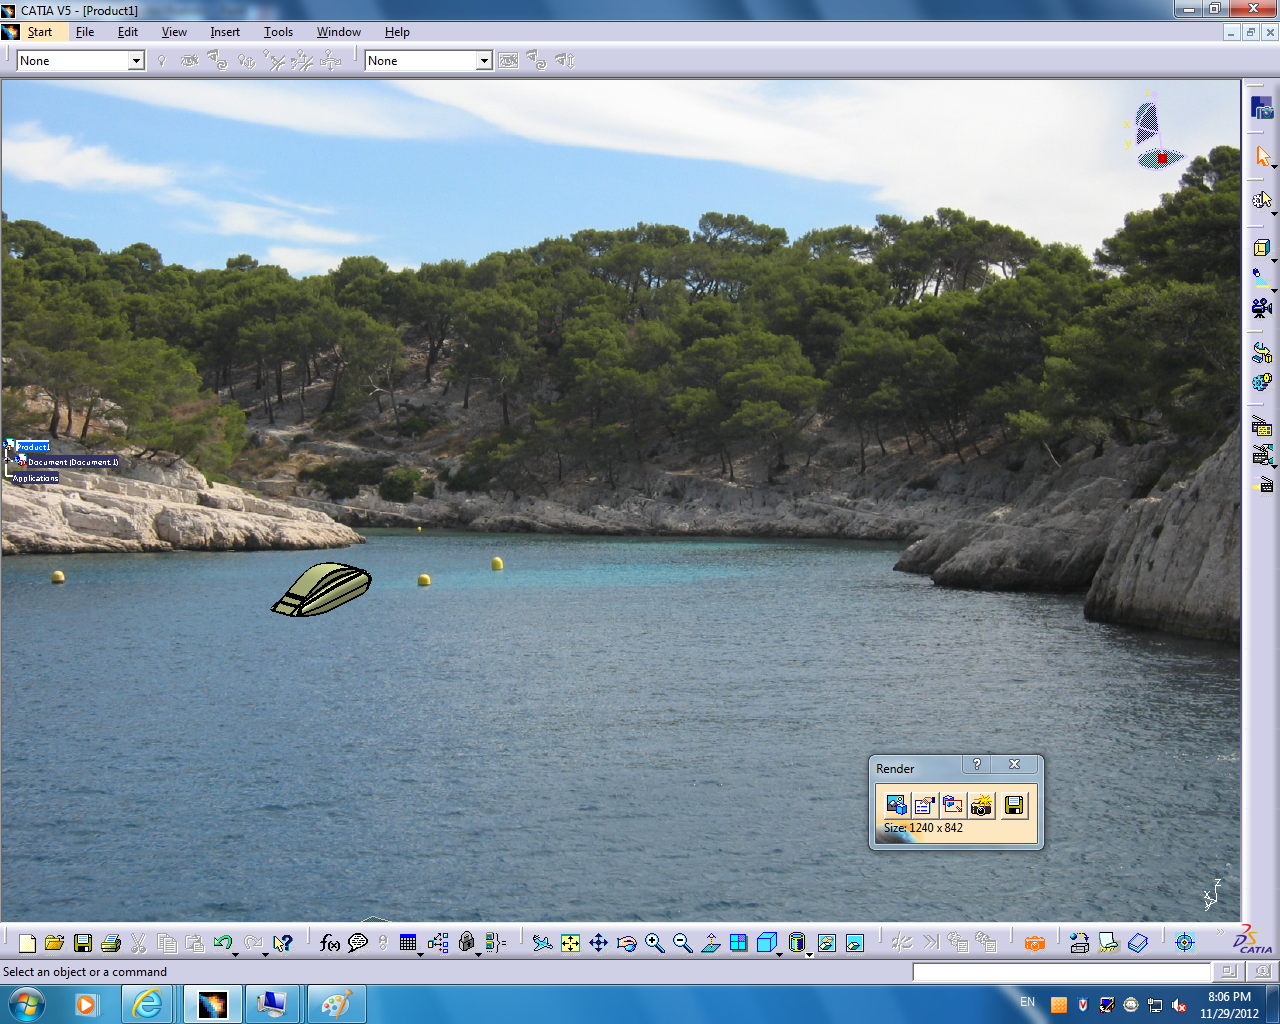 CATIA V5 - [Product1]
Start File Edit View Insert Tools Window Help
None None
Product1
Document (Document 1)
Applications
Render
?
Size: 1240 x 842
z
x
y
f(x)
CATIA
Select an object or a command
EN
8:06 PM
11/29/2012